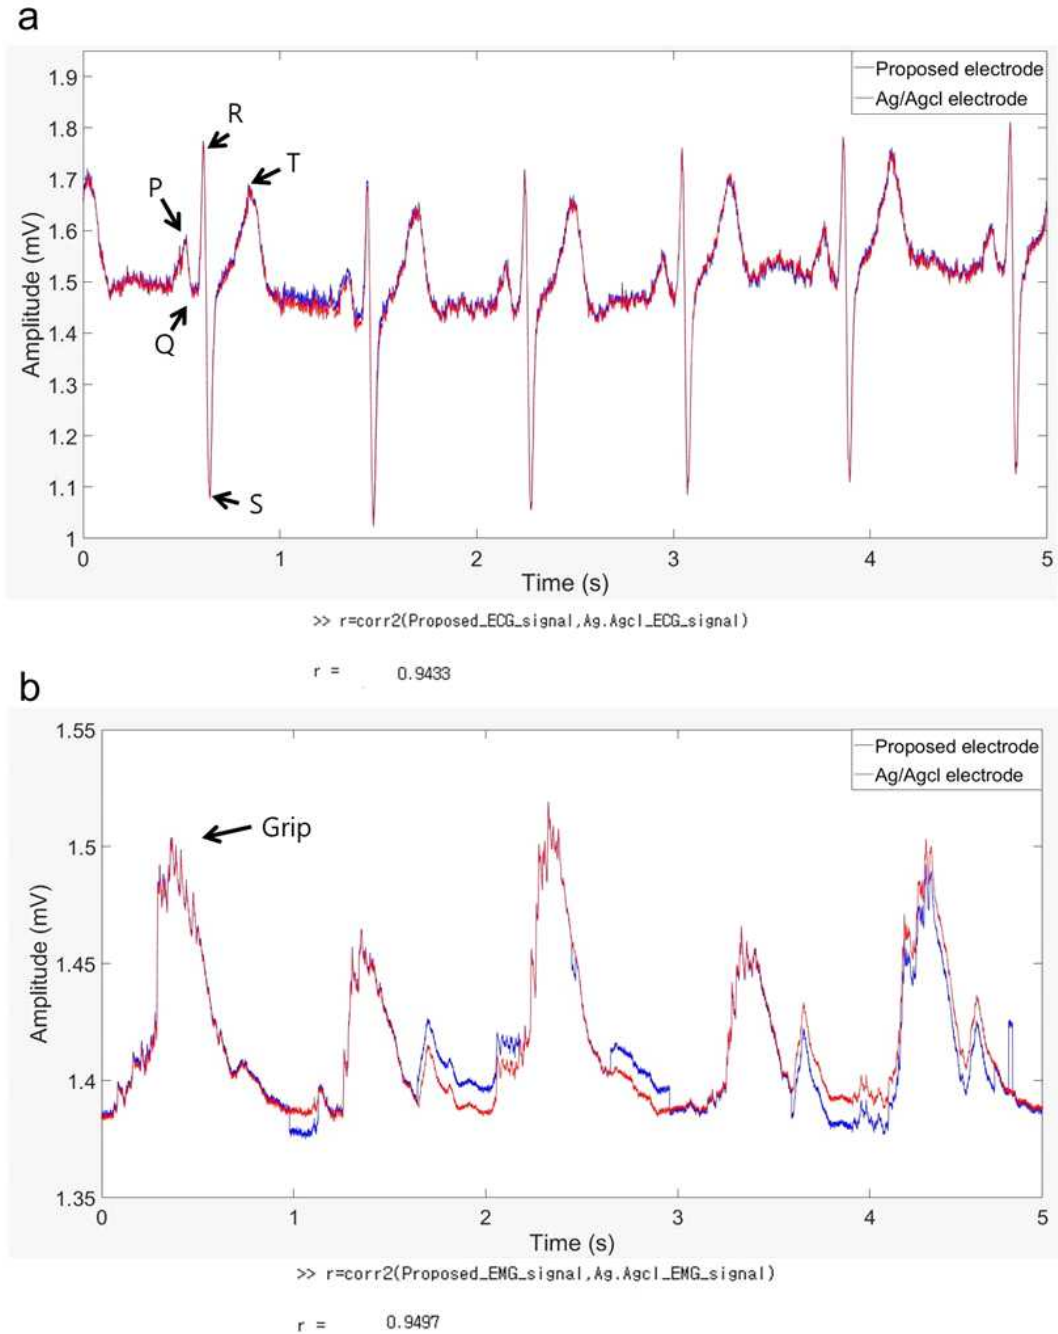 a
1.9
1.8
1.7
1.6
1.5
1.4
1.3
1.2
1.1
1
Amplitude (mV)
Proposed electrode
Ag/Agcl electrode
R
T
P
Q
S
0 1 2 3 4 5
Time (s)
>> r=corr2(Proposed_ECG_signal,Ag.Agcl_ECG_signal)
r = 0.9433
b
1.55
1.5
1.45
1.4
1.35
Amplitude (mV)
Proposed electrode
Ag/Agcl electrode
Grip
0 1 2 3 4 5
Time (s)
>> r=corr2(Proposed_EMG_signal,Ag.Agcl_EMG_signal)
r = 0.9497